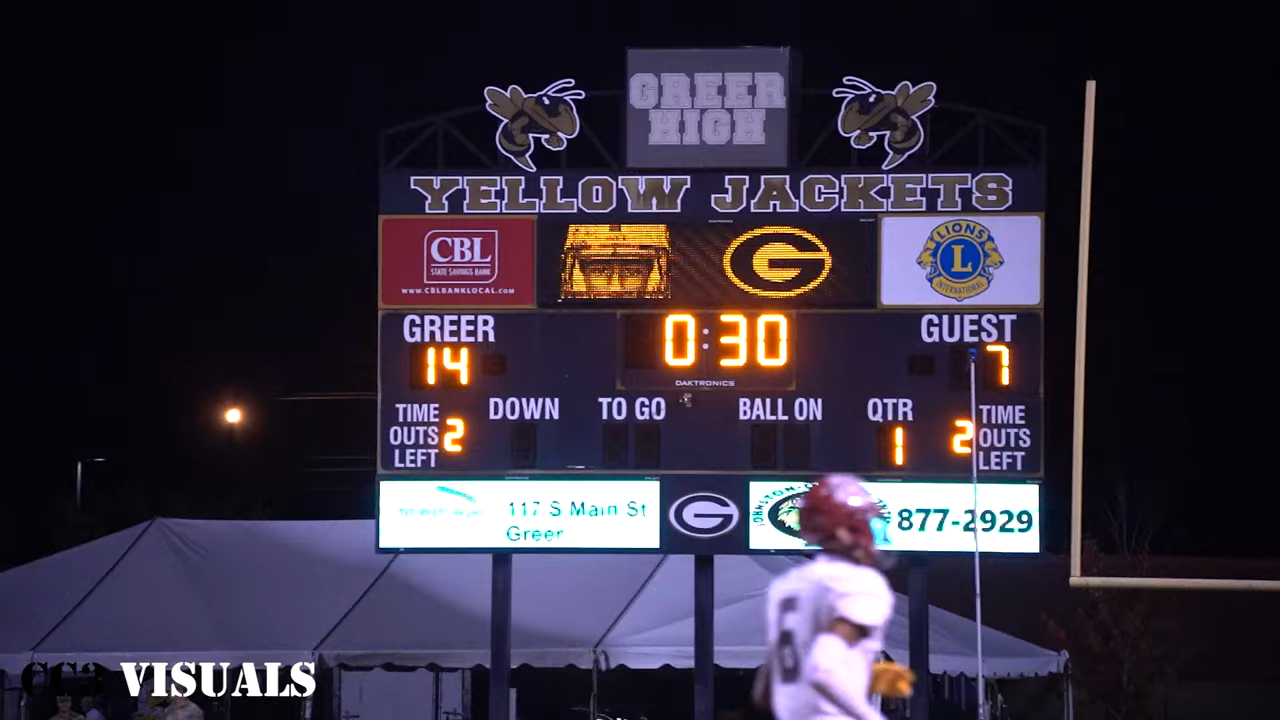 GREER
HIGH
YELLOW JACKETS
CBL
STATE SAVINGS BANK
WWW.CBLBANKLOCAL.COM
G
LIONS
L
INTERNATIONAL
GREER
14
0:30
GUEST
7
DAKTRONICS
TIME OUTS LEFT
2
DOWN
TO GO
BALL ON
QTR
1
2
TIME OUTS LEFT
117 S Main St
Greer
G
877-2929
6
VISUALS